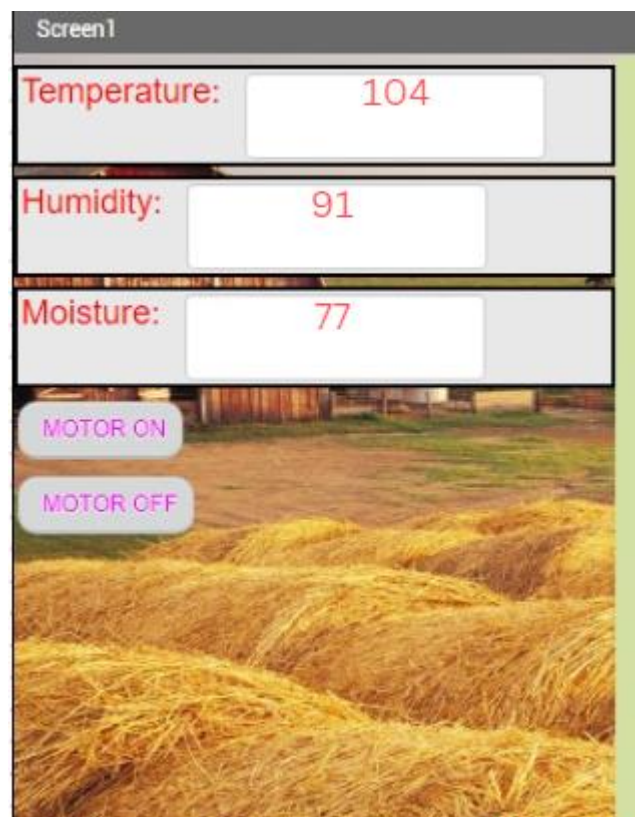 Screen1
Temperature: 104
Humidity: 91
Moisture: 77
MOTOR ON
MOTOR OFF